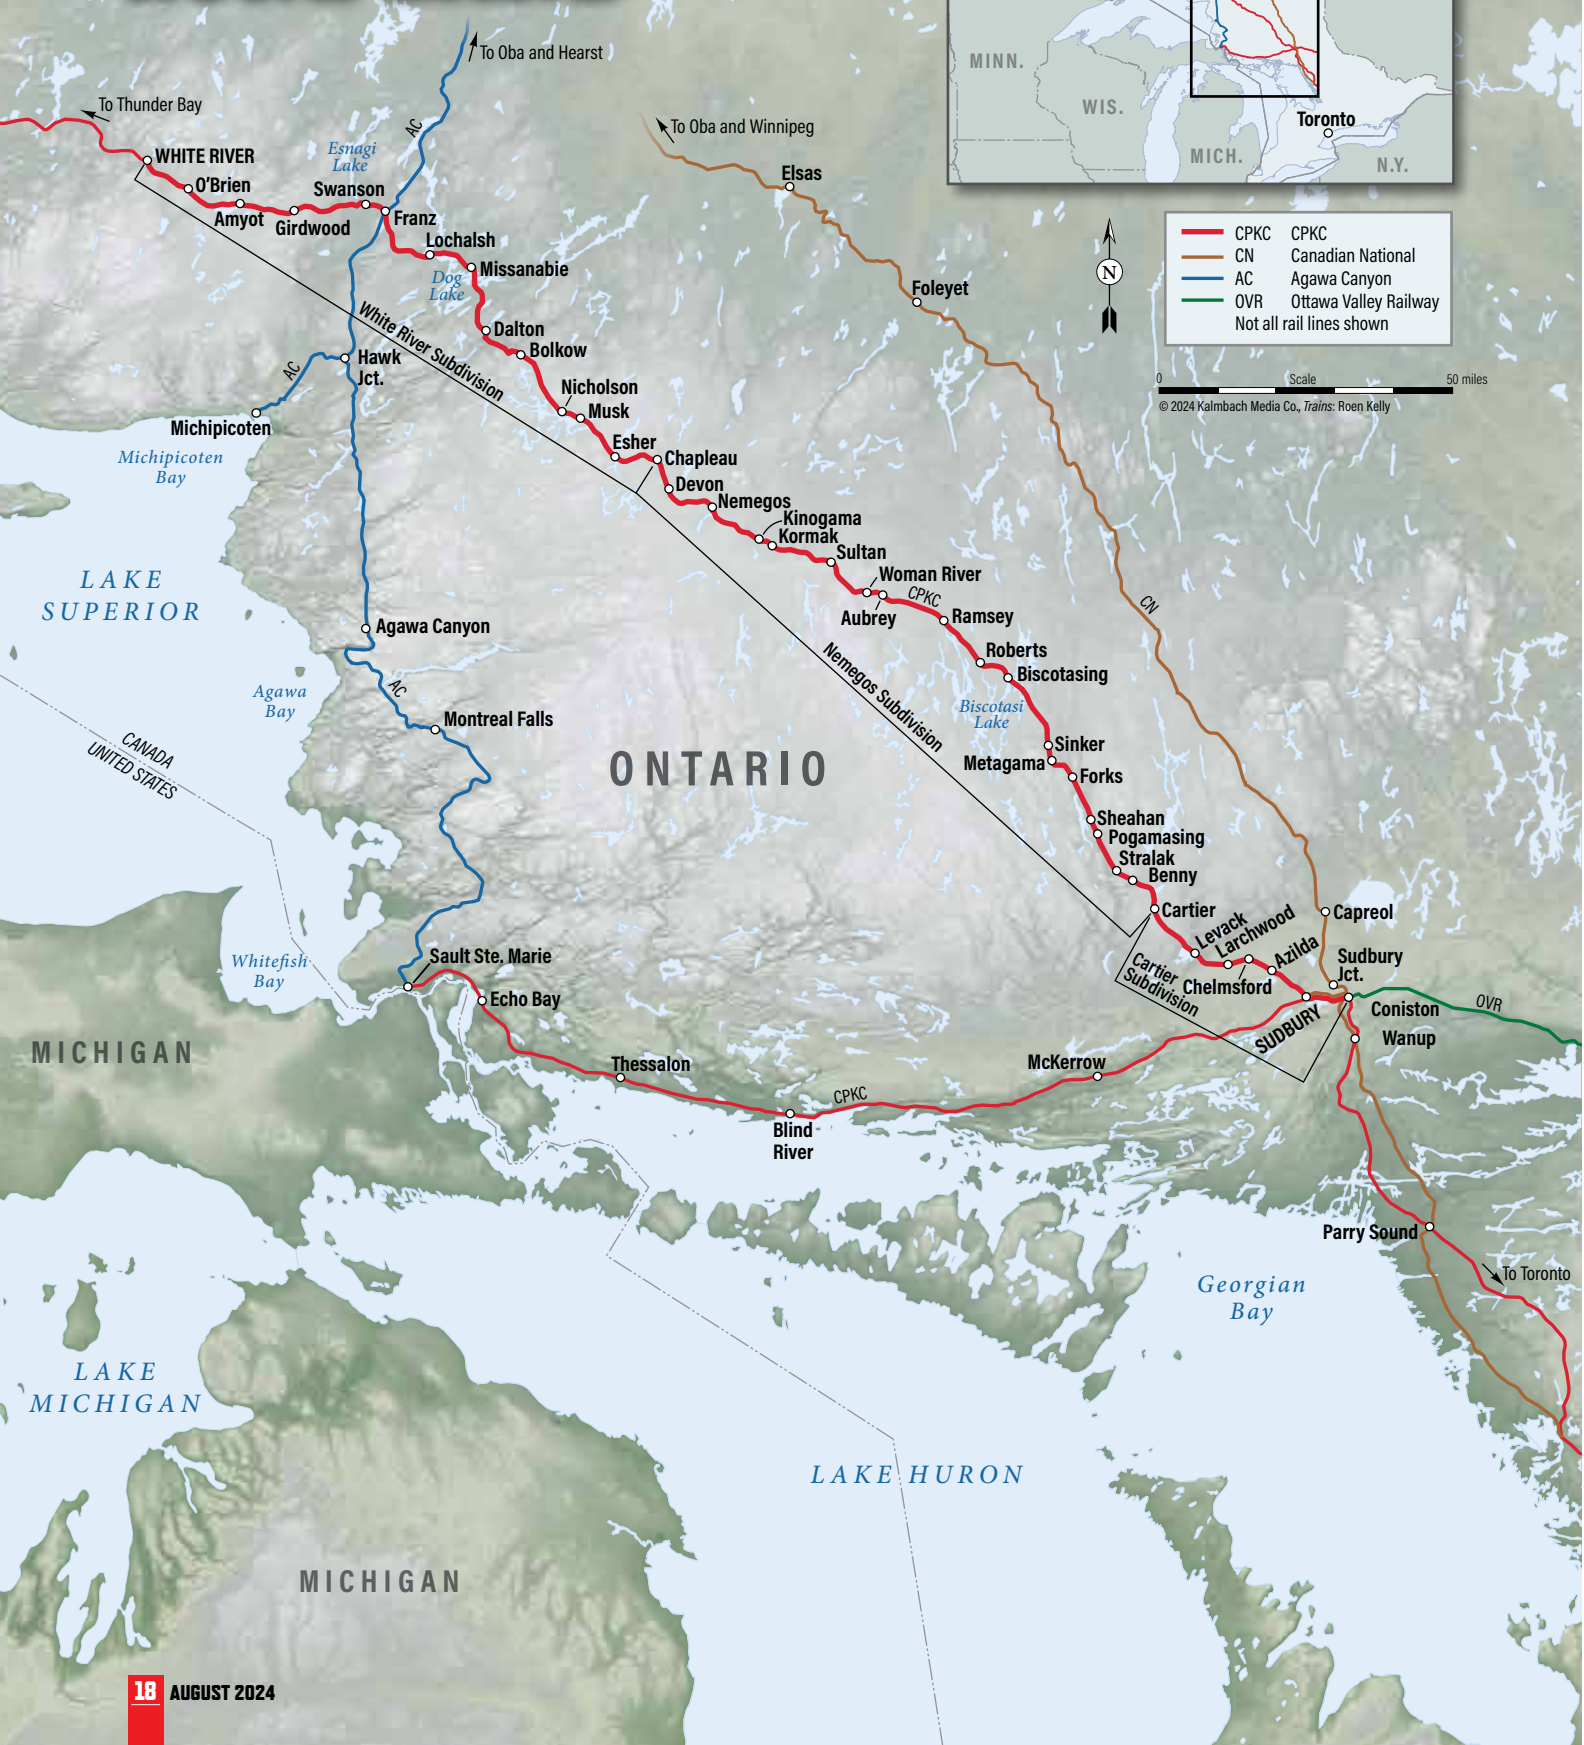 To Oba and Hearst
To Thunder Bay
AC
Esnagi
Lake
WHITE RIVER
O'Brien
Swanson
Amyot
Girdwood
Franz
Lochalsh
Missanabie
Dog
Lake
White River Subdivision
Dalton
Bolkow
Hawk
Jct.
AC
Nicholson
Musk
Michipicoten
Michipicoten
Bay
Esher
Chapleau
Devon
Nemegos
Kinogama
Kormak
Sultan
Woman River
Aubrey
CPKC
Ramsey
Roberts
Biscotasing
Biscotasi
Lake
Nemegos Subdivision
Sinker
Metagama
Forks
Sheahan
Pogamasing
Stralak
Benny
Cartier
Levack
Larchwood
Azilda
Chelmsford
Cartier
Subdivision
SUDBURY
To Oba and Winnipeg
Elsas
Foleyet
CN
Capreol
Sudbury
Jct.
Coniston
Wanup
OVR
MINN.
WIS.
MICH.
Toronto
N.Y.
CPKC CPKC
CN Canadian National
AC Agawa Canyon
OVR Ottawa Valley Railway
Not all rail lines shown
N
0 Scale 50 miles
© 2024 Kalmbach Media Co., Trains: Roen Kelly
LAKE
SUPERIOR
Agawa Canyon
AC
Agawa
Bay
Montreal Falls
CANADA
UNITED STATES
ONTARIO
Whitefish
Bay
Sault Ste. Marie
Echo Bay
Thessalon
Blind
River
CPKC
McKerrow
MICHIGAN
Parry Sound
To Toronto
Georgian
Bay
LAKE
MICHIGAN
LAKE HURON
MICHIGAN
18 AUGUST 2024